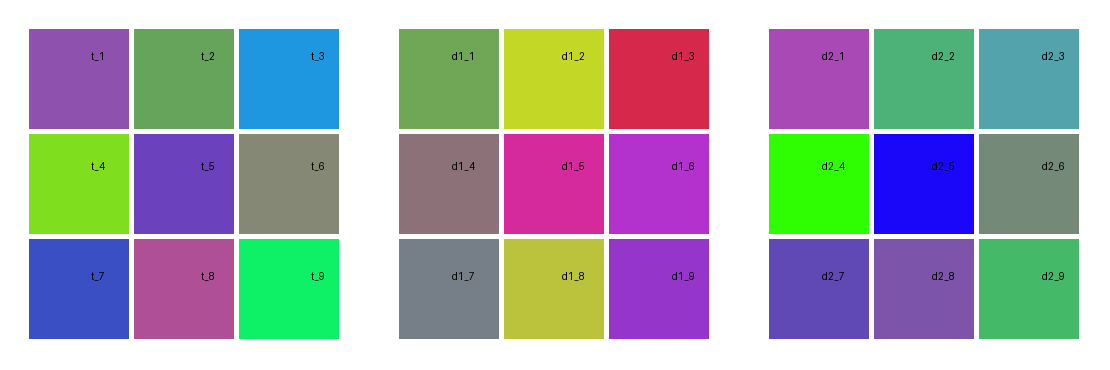 t_1 t_2 t_3 d1_1 d1_2 d1_3 d2_1 d2_2 d2_3
t_4 t_5 t_6 d1_4 d1_5 d1_6 d2_4 d2_5 d2_6
t_7 t_8 t_9 d1_7 d1_8 d1_9 d2_7 d2_8 d2_9